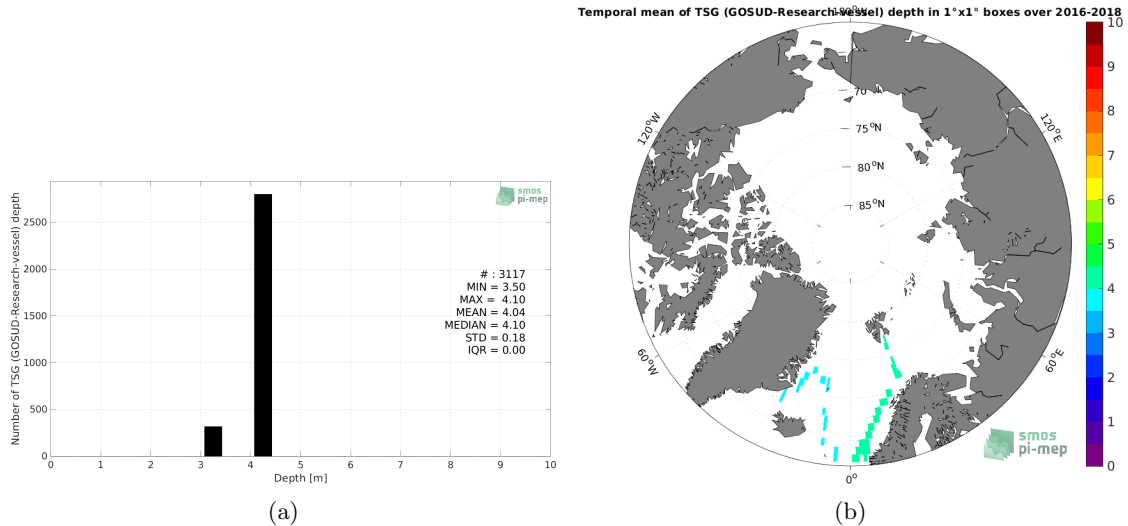 Temporal mean of TSG (GOSUD-Research-vessel) depth in 1°x1° boxes over 2016-2018
Number of TSG (GOSUD-Research-vessel) depth
2500
2000
1500
1000
500
0
0 1 2 3 4 5 6 7 8 9 10
Depth [m]
smos
pi-mep
# : 3117
MIN = 3.50
MAX = 4.10
MEAN = 4.04
MEDIAN = 4.10
STD = 0.18
IQR = 0.00
(a)
180°W
120°W
120°E
60°W
60°E
0°
70
75°N
80°N
85°N
smos
pi-mep
10
9
8
7
6
5
4
3
2
1
0
(b)